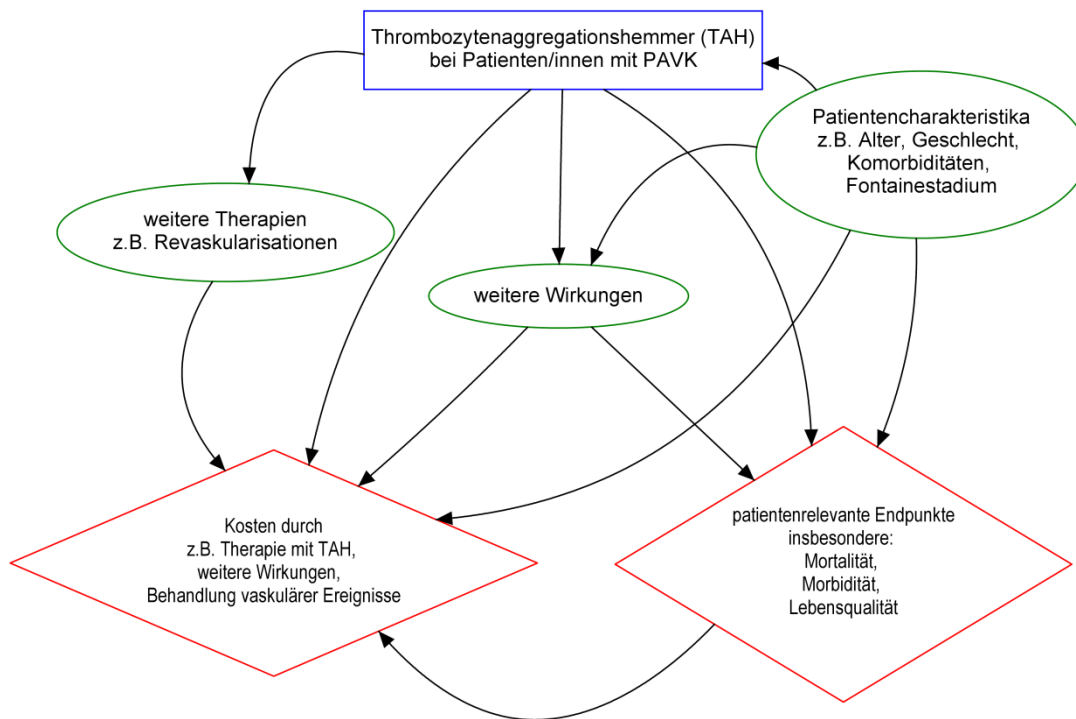 Thrombozytenaggregationshemmer (TAH)
bei Patienten/innen mit PAVK
Patientencharakteristika
z.B. Alter, Geschlecht,
Komorbiditäten,
Fontainestadium
weitere Therapien
z.B. Revaskularisationen
weitere Wirkungen
Kosten durch
z.B. Therapie mit TAH,
weitere Wirkungen,
Behandlung vaskulärer Ereignisse
patientenrelevante Endpunkte
insbesondere:
Mortalität,
Morbidität,
Lebensqualität